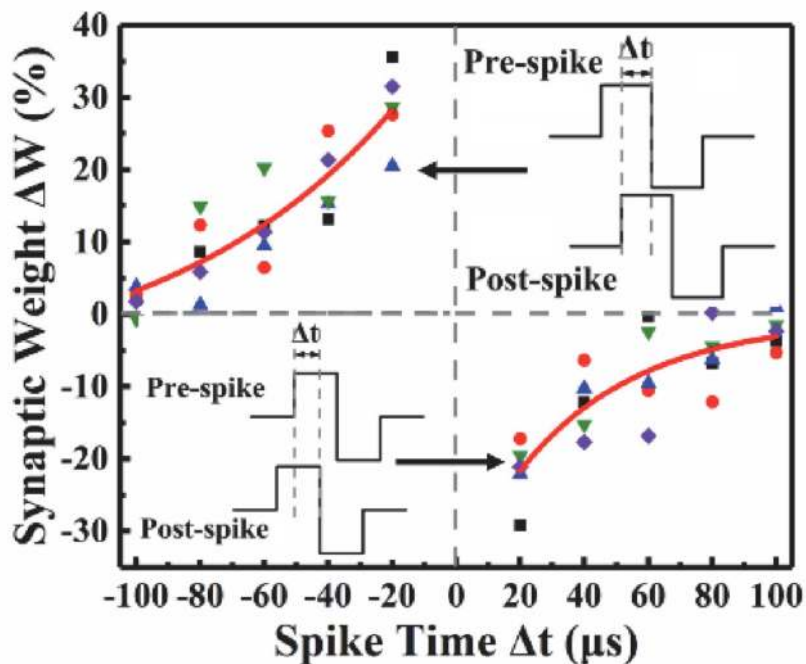 Synaptic Weight ΔW (%)
40
30
20
10
0
-10
-20
-30
Δt
Pre-spike
Post-spike
Δt
Pre-spike
Post-spike
-100 -80 -60 -40 -20 0 20 40 60 80 100
Spike Time Δt (μs)